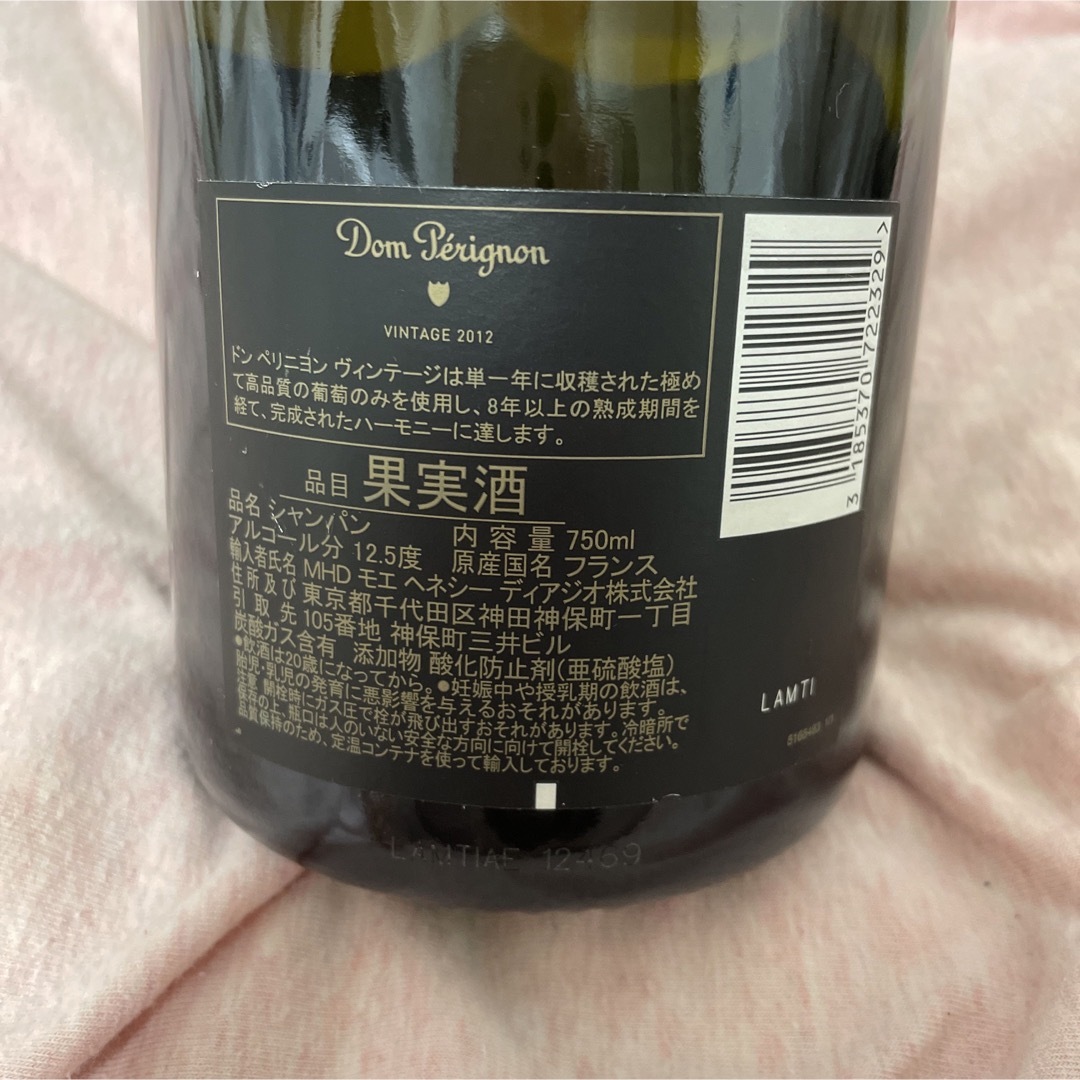 Dom Pérignon
VINTAGE 2012
ドン ペリニヨン ヴィンテージは単一年に収穫された極め
て高品質の葡萄のみを使用し、8年以上の熟成期間を
経て、完成されたハーモニーに達します。
品目 果実酒
品名 シャンパン 内容量 750ml
アルコール分 12.5度 原産国名 フランス
輸入者氏名 MHD モエ ヘネシー ディアジオ株式会社
住所及び 東京都千代田区神田神保町一丁目
引取先 105番地 神保町三井ビル
炭酸ガス含有 添加物 酸化防止剤(亜硫酸塩)
●飲酒は20歳になってから。●妊娠中や授乳期の飲酒は、
胎児・乳児の発育に悪影響を与えるおそれがあります。
注意 開栓時にガス圧で栓が飛び出すおそれがあります。冷暗所で
保存の上、瓶口は人のいない安全な方向に向けて開栓してください。
品質保持のため、定温コンテナを使って輸入しております。
3 185370 722329 >
LAMTI
LAMTIAE